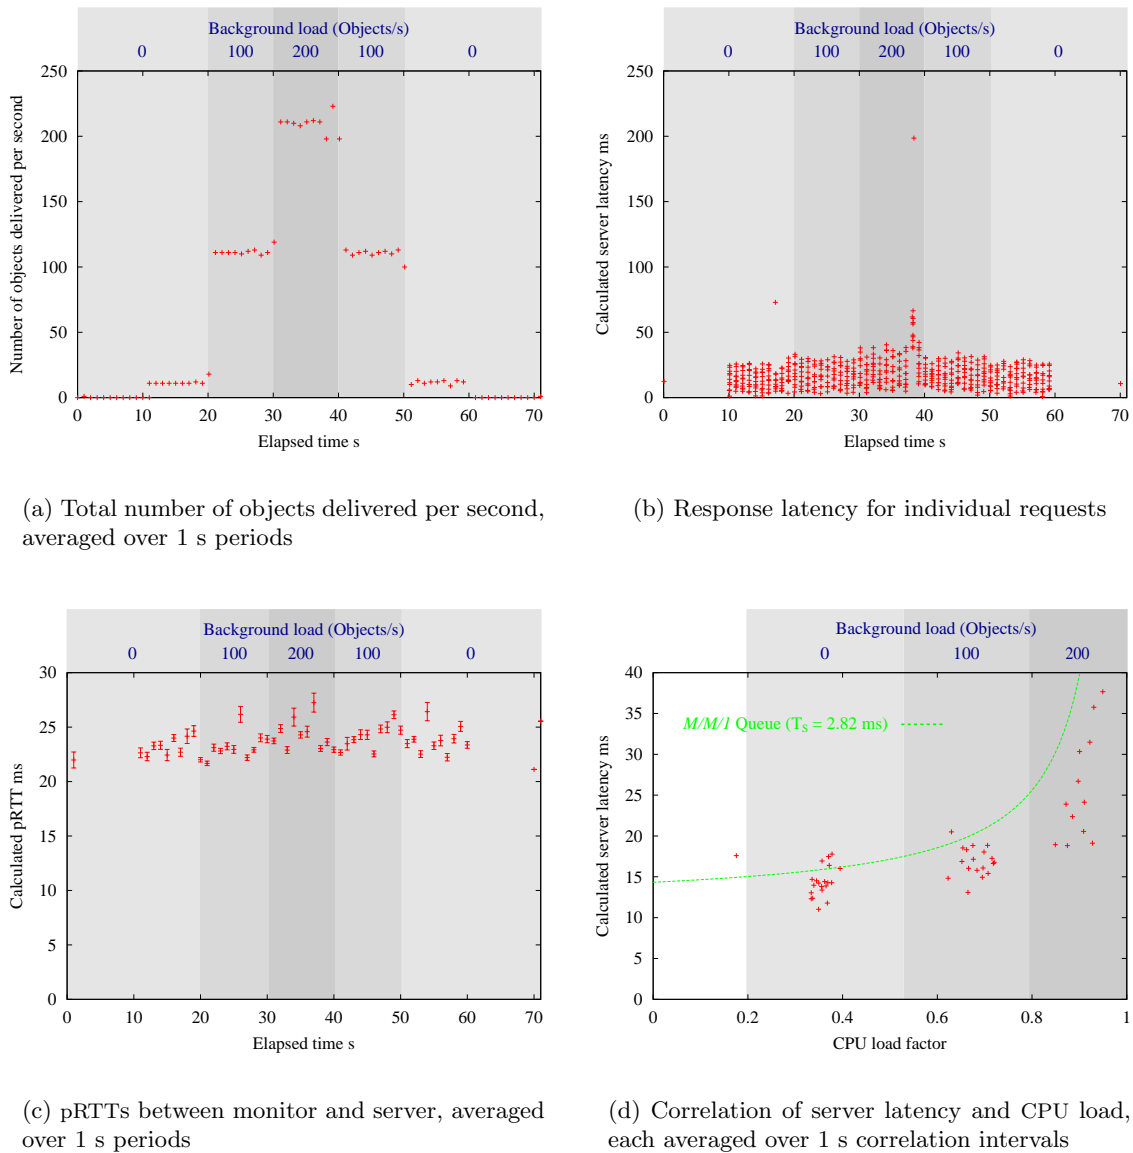 Background load (Objects/s)
0 100 200 100 0
250
200
150
100
50
0
0 10 20 30 40 50 60 70
Number of objects delivered per second
Elapsed time s
(a) Total number of objects delivered per second,
averaged over 1 s periods
Background load (Objects/s)
0 100 200 100 0
250
200
150
100
50
0
0 10 20 30 40 50 60 70
Calculated server latency ms
Elapsed time s
(b) Response latency for individual requests
Background load (Objects/s)
0 100 200 100 0
30
25
20
15
10
5
0
0 10 20 30 40 50 60 70
Calculated pRTT ms
Elapsed time s
(c) pRTTs between monitor and server, averaged
over 1 s periods
Background load (Objects/s)
0 100 200
40
35
30
25
20
15
10
5
0
0 0.2 0.4 0.6 0.8 1
M/M/1 Queue (TS = 2.82 ms)
Calculated server latency ms
CPU load factor
(d) Correlation of server latency and CPU load,
each averaged over 1 s correlation intervals